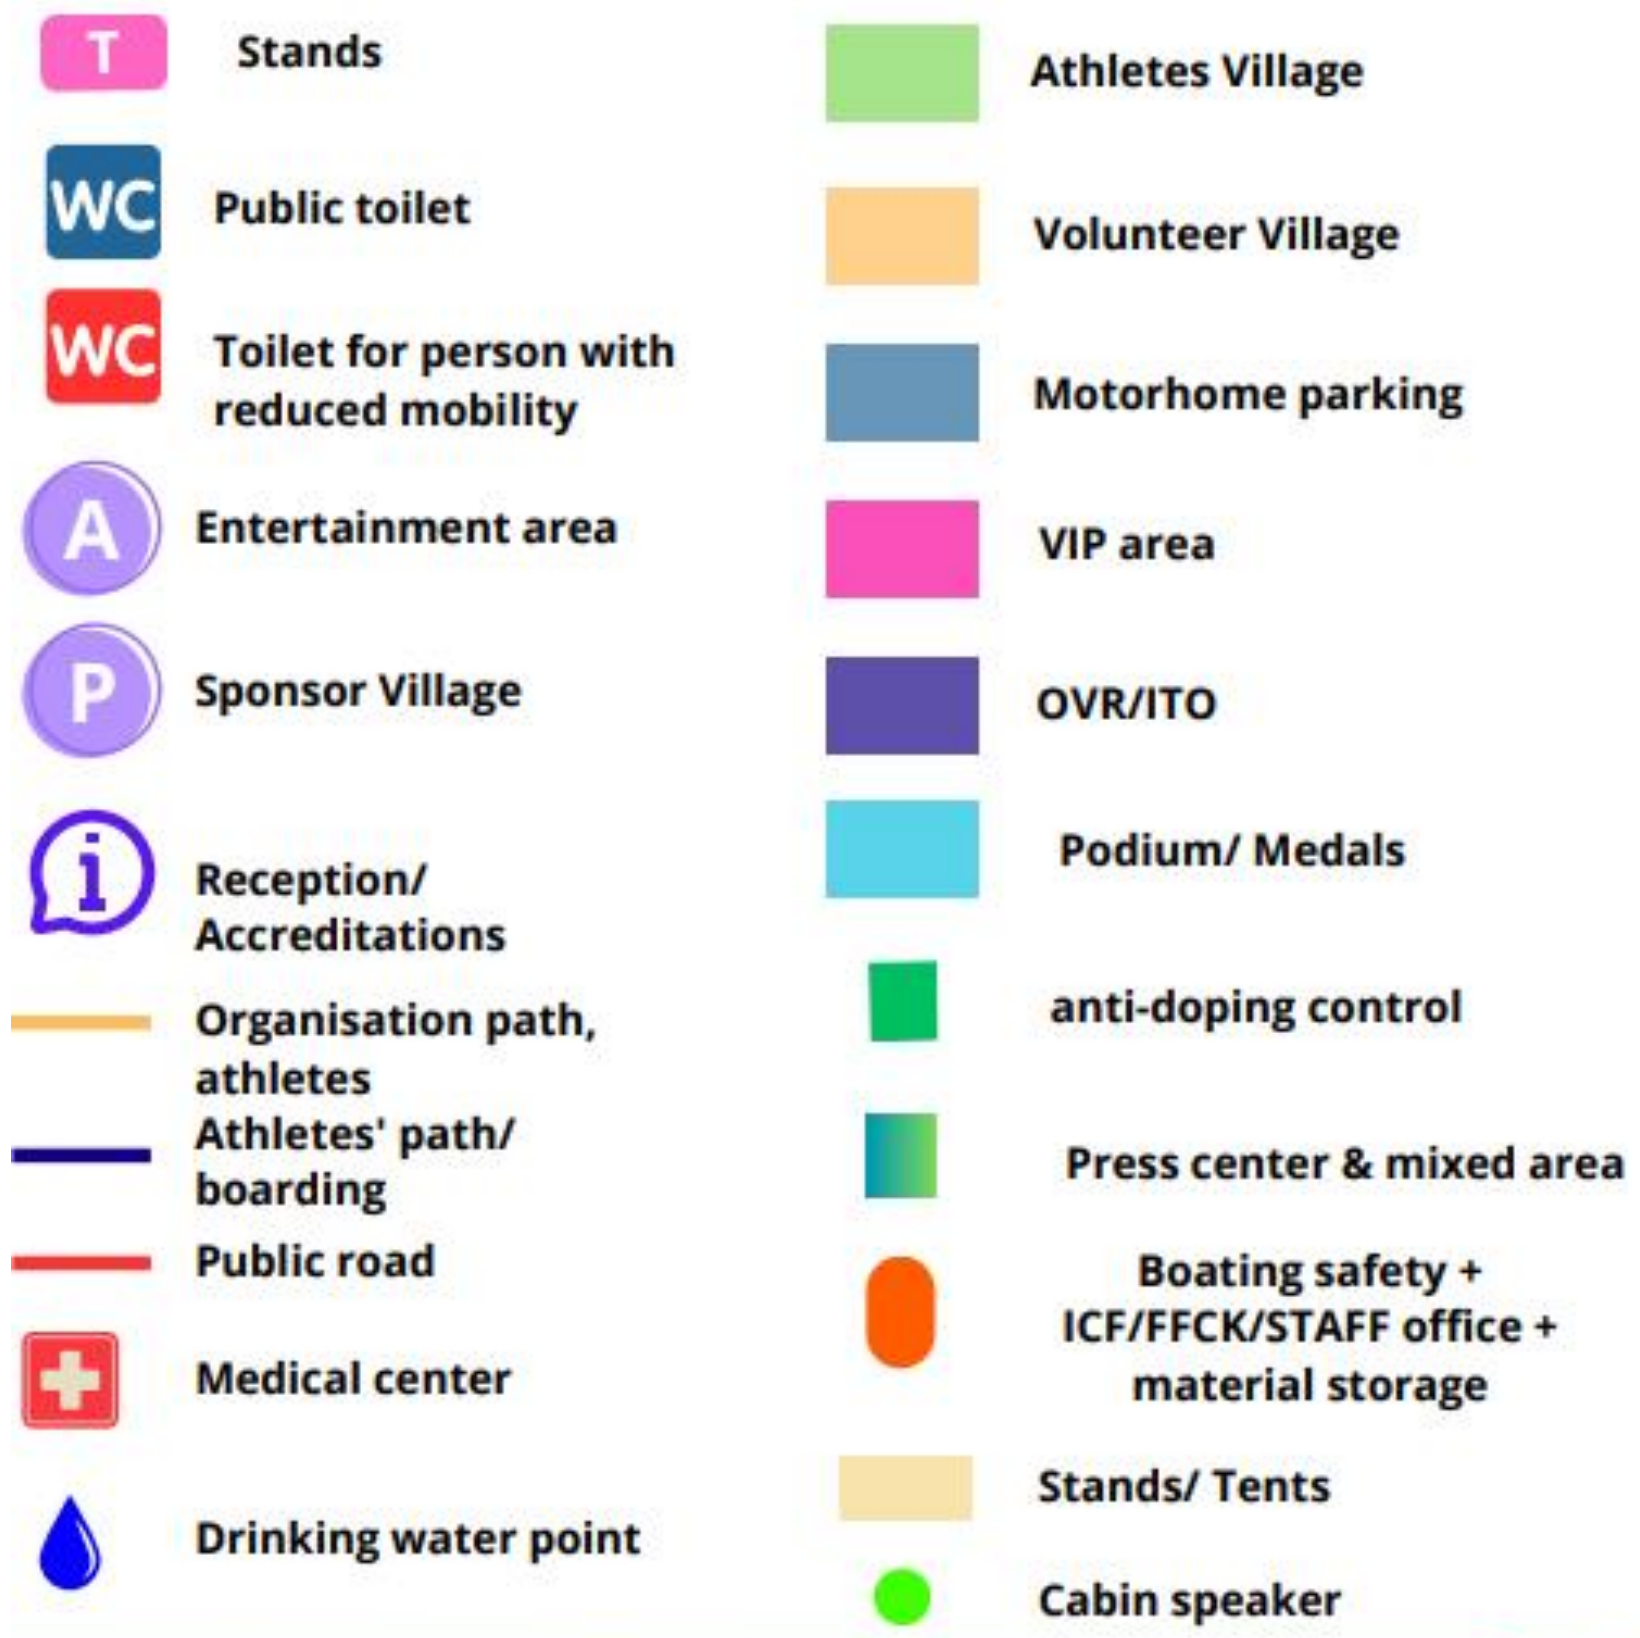 T Stands
WC Public toilet
WC Toilet for person with
reduced mobility
A Entertainment area
P Sponsor Village
i Reception/
Accreditations
Organisation path,
athletes
Athletes' path/
boarding
Public road
Medical center
Drinking water point
Athletes Village
Volunteer Village
Motorhome parking
VIP area
OVR/ITO
Podium/ Medals
anti-doping control
Press center & mixed area
Boating safety +
ICF/FFCK/STAFF office +
material storage
Stands/ Tents
Cabin speaker